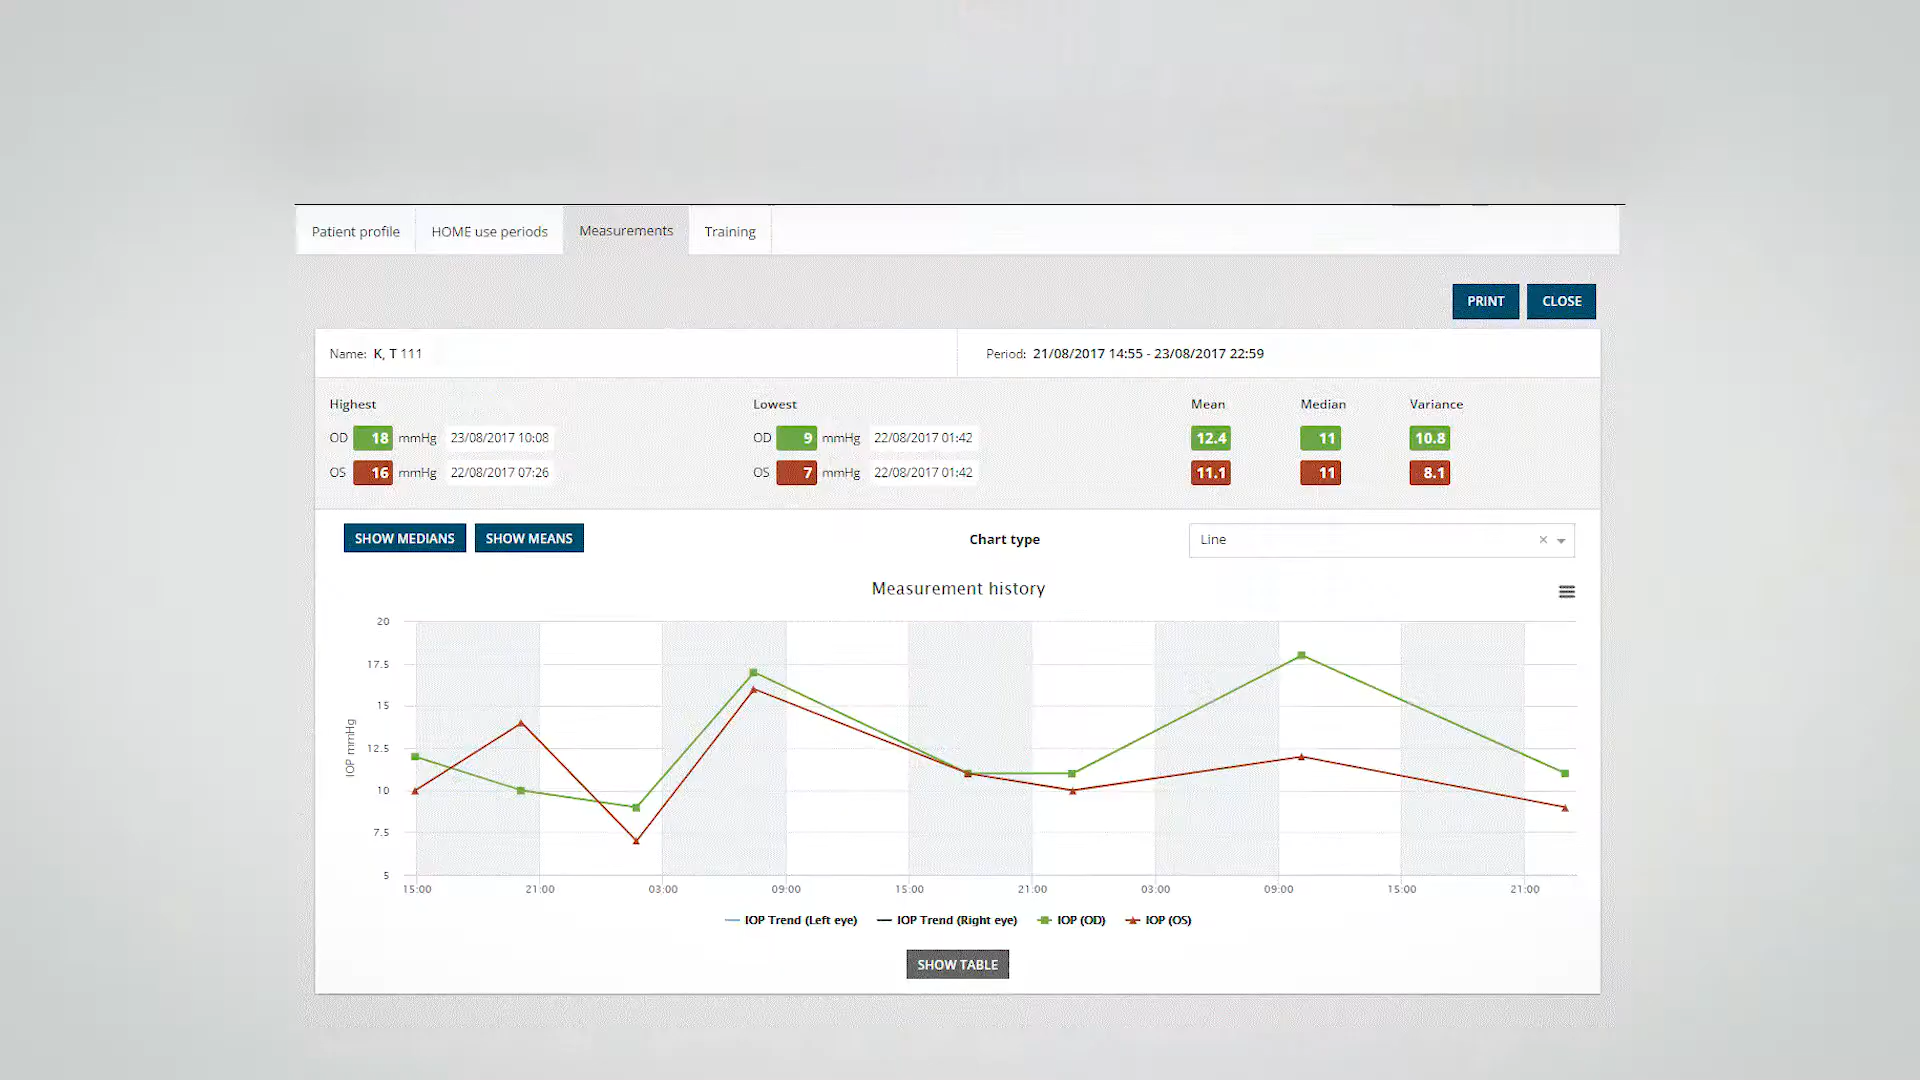 Patient profile HOME use periods Measurements Training
PRINT CLOSE
Name: K, T 111 Period: 21/08/2017 14:55 - 23/08/2017 22:59
Highest Lowest Mean Median Variance
OD 18 mmHg 23/08/2017 10:08 OD 9 mmHg 22/08/2017 01:42 12.4 11 10.8
OS 16 mmHg 22/08/2017 07:26 OS 7 mmHg 22/08/2017 01:42 11.1 11 8.1
SHOW MEDIANS SHOW MEANS Chart type Line
Measurement history
IOP mmHg
20
17.5
15
12.5
10
7.5
5
15:00 21:00 03:00 09:00 15:00 21:00 03:00 09:00 15:00 21:00
IOP Trend (Left eye) IOP Trend (Right eye) IOP (OD) IOP (OS)
SHOW TABLE